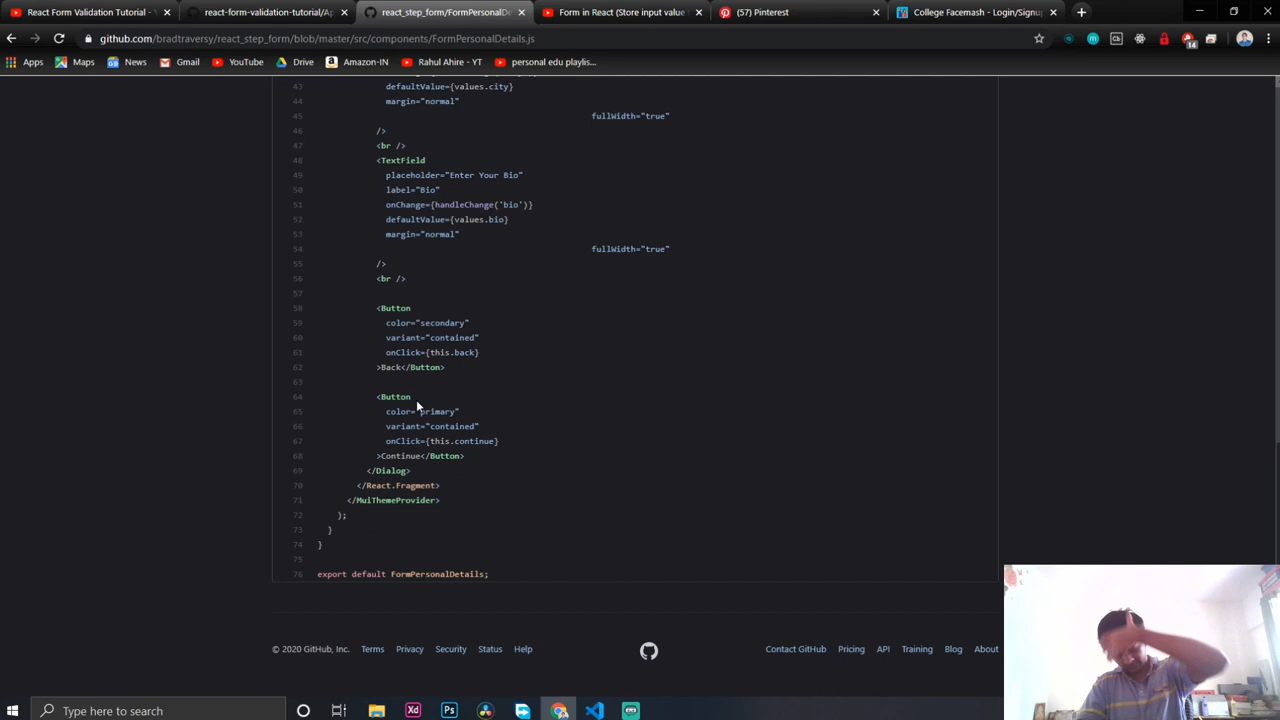 React Form Validation Tutorial - Y
react-form-validation-tutorial/Ap
react_step_form/FormPersonalDe
Form in React (Store input value
(57) Pinterest
College Facemash - Login/Signup
github.com/bradtraversy/react_step_form/blob/master/src/components/FormPersonalDetails.js
14
Apps Maps News Gmail YouTube Drive Amazon-IN Rahul Ahire - YT personal edu playlis...
43 defaultValue={values.city}
44 margin="normal"
45 fullWidth="true"
46 />
47 <br />
48 <TextField
49 placeholder="Enter Your Bio"
50 label="Bio"
51 onChange={handleChange('bio')}
52 defaultValue={values.bio}
53 margin="normal"
54 fullWidth="true"
55 />
56 <br />
57
58 <Button
59 color="secondary"
60 variant="contained"
61 onClick={this.back}
62 >Back</Button>
63
64 <Button
65 color="primary"
66 variant="contained"
67 onClick={this.continue}
68 >Continue</Button>
69 </Dialog>
70 </React.Fragment>
71 </MuiThemeProvider>
72 );
73 }
74 }
75
76 export default FormPersonalDetails;
© 2020 GitHub, Inc. Terms Privacy Security Status Help Contact GitHub Pricing API Training Blog About
Type here to search Xd Ps